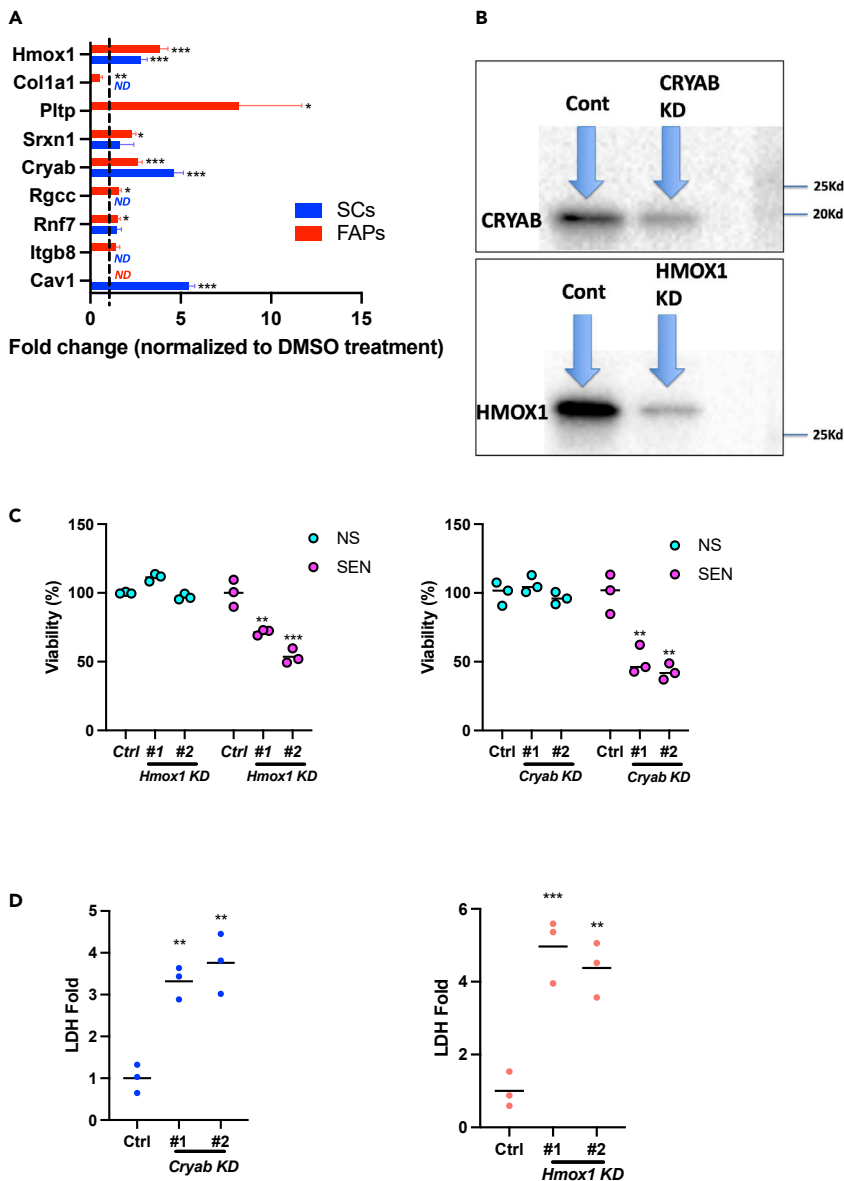 A
Hmox1
***
***
Col1a1
**
ND
Pltp
*
Srxn1
*
Cryab
***
***
Rgcc
*
ND
Rnf7
*
Itgb8
ND
Cav1
ND
***
SCs
FAPs
0
5
10
15
Fold change (normalized to DMSO treatment)
B
Cont
CRYAB
KD
CRYAB
25Kd
20Kd
Cont
HMOX1
KD
HMOX1
25Kd
C
Viability (%)
150
100
50
0
NS
SEN
**
***
Ctrl #1 #2 Ctrl #1 #2
Hmox1 KD Hmox1 KD
Viability (%)
150
100
50
0
NS
SEN
**
**
Ctrl #1 #2 Ctrl #1 #2
Cryab KD Cryab KD
D
LDH Fold
5
4
3
2
1
0
**
**
Ctrl #1 #2
Cryab KD
LDH Fold
6
4
2
0
***
**
Ctrl #1 #2
Hmox1 KD